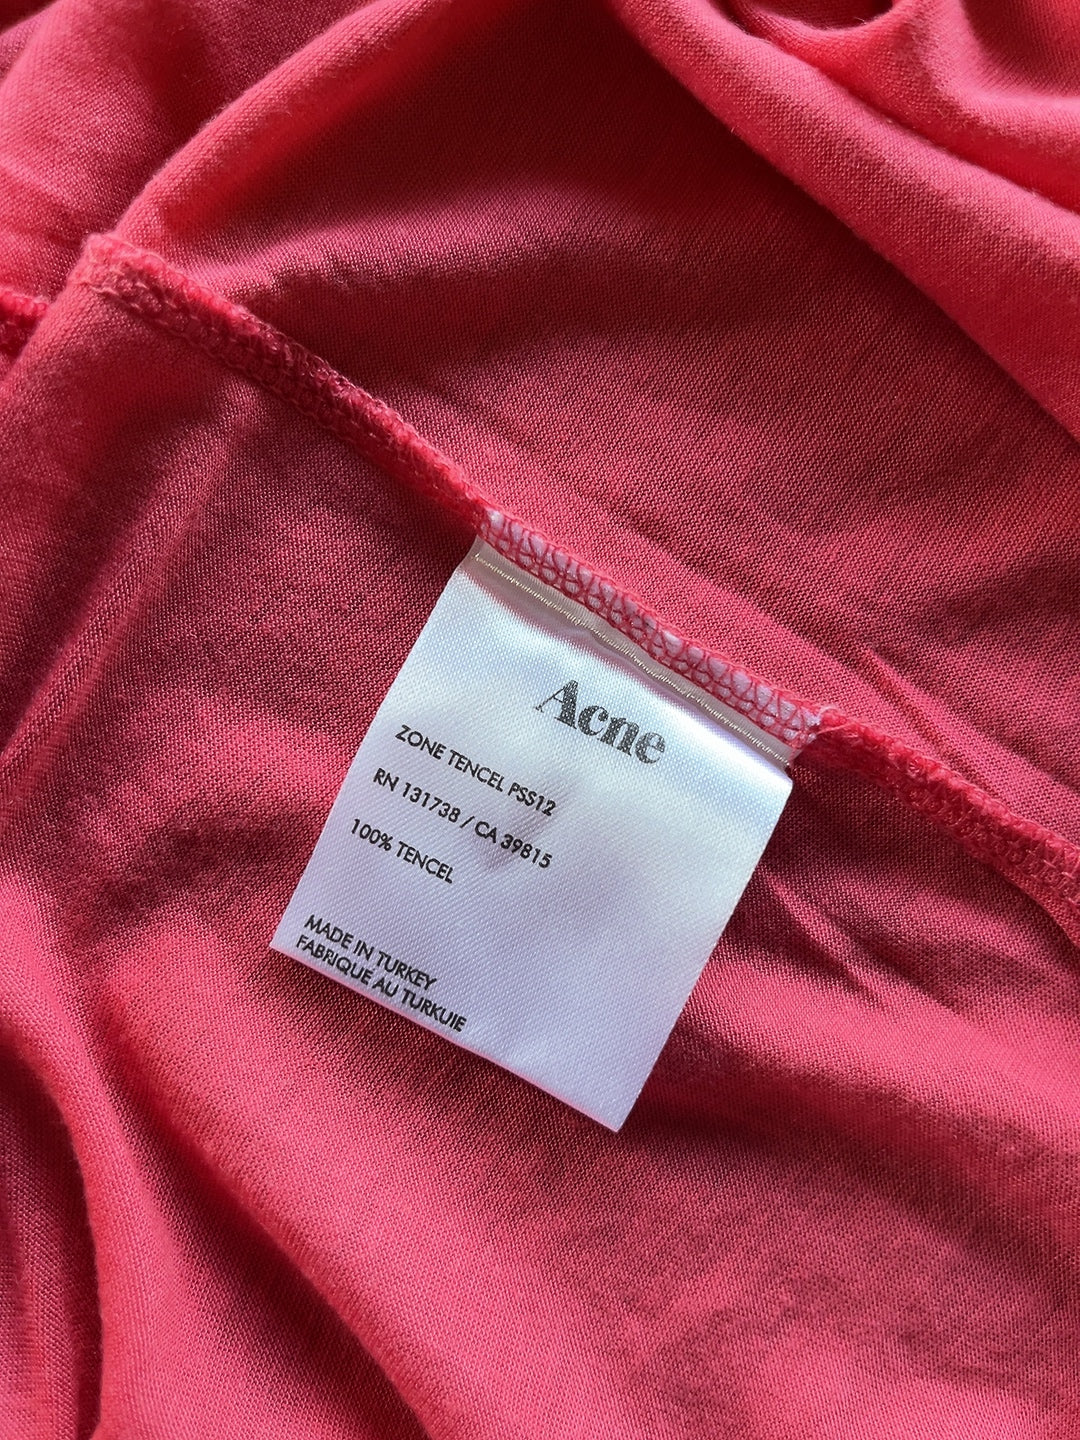 Acne
ZONE TENCEL PSS12
RN 131738 / CA 39815
100% TENCEL
MADE IN TURKEY
FABRIQUE AU TURKUIE